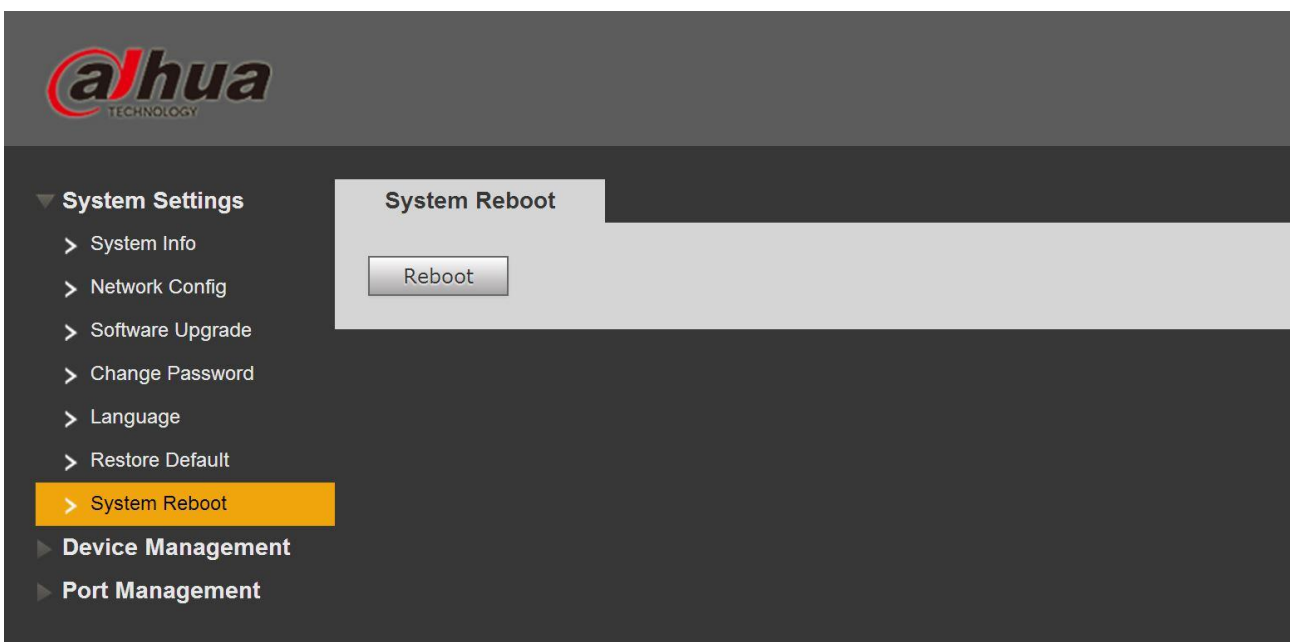 alhua
TECHNOLOGY
System Settings
System Info
Network Config
Software Upgrade
Change Password
Language
Restore Default
System Reboot
Device Management
Port Management
System Reboot
Reboot